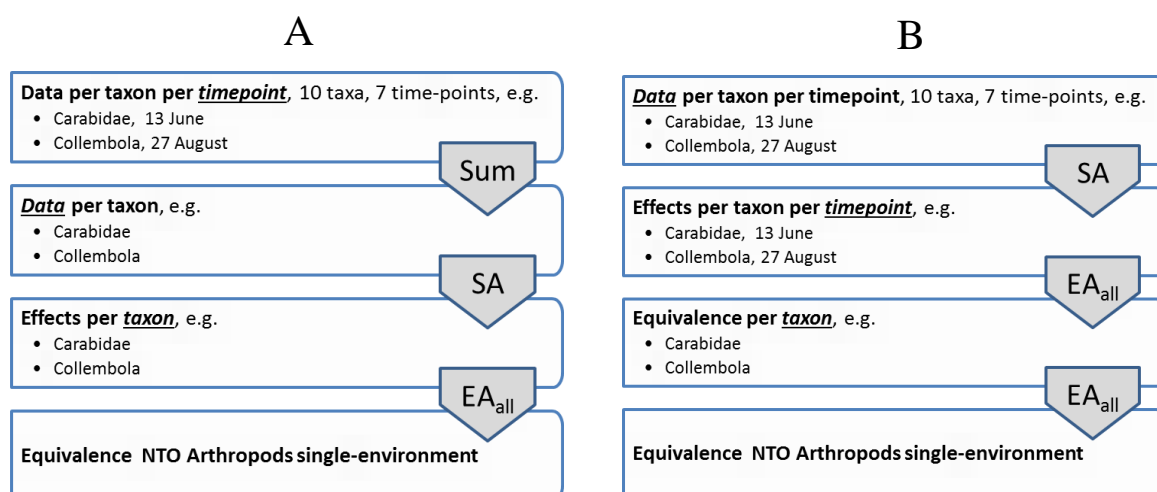 A
Data per taxon per timepoint, 10 taxa, 7 time-points, e.g.
• Carabidae, 13 June
• Collembola, 27 August
Sum
Data per taxon, e.g.
• Carabidae
• Collembola
SA
Effects per taxon, e.g.
• Carabidae
• Collembola
EAall
Equivalence NTO Arthropods single-environment
B
Data per taxon per timepoint, 10 taxa, 7 time-points, e.g.
• Carabidae, 13 June
• Collembola, 27 August
SA
Effects per taxon per timepoint, e.g.
• Carabidae, 13 June
• Collembola, 27 August
EAall
Equivalence per taxon, e.g.
• Carabidae
• Collembola
EAall
Equivalence NTO Arthropods single-environment